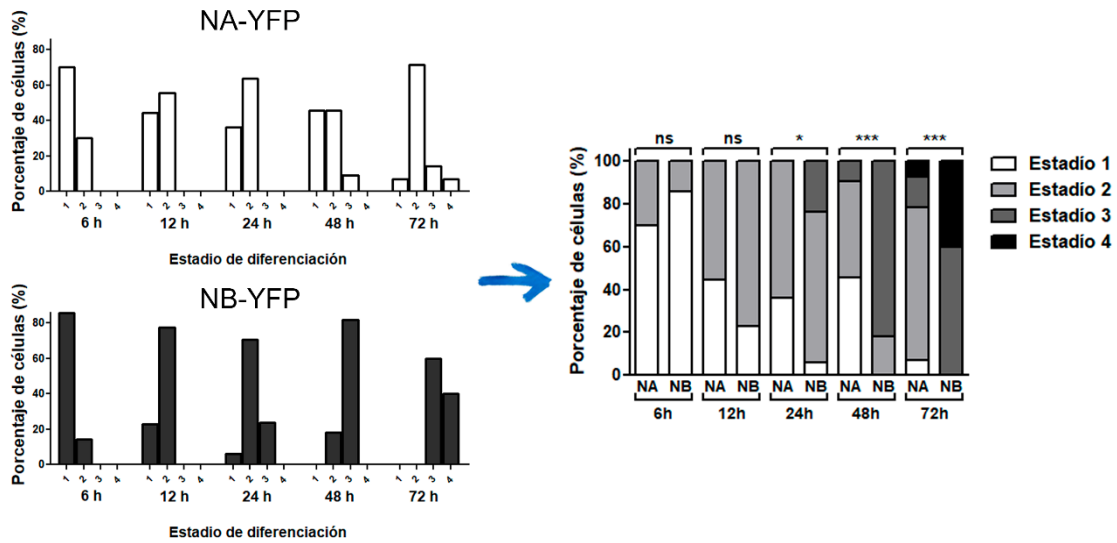 NA-YFP
Porcentaje de células (%)
80
60
40
20
0
1 2 3 4 1 2 3 4 1 2 3 4 1 2 3 4 1 2 3 4
6 h 12 h 24 h 48 h 72 h
Estadio de diferenciación
NB-YFP
Porcentaje de células (%)
80
60
40
20
0
1 2 3 4 1 2 3 4 1 2 3 4 1 2 3 4 1 2 3 4
6 h 12 h 24 h 48 h 72 h
Estadio de diferenciación
Porcentaje de células (%)
ns ns * *** ***
100
80
60
40
20
0
NA NB NA NB NA NB NA NB NA NB
6h 12h 24h 48h 72h
Estadío 1
Estadío 2
Estadío 3
Estadío 4